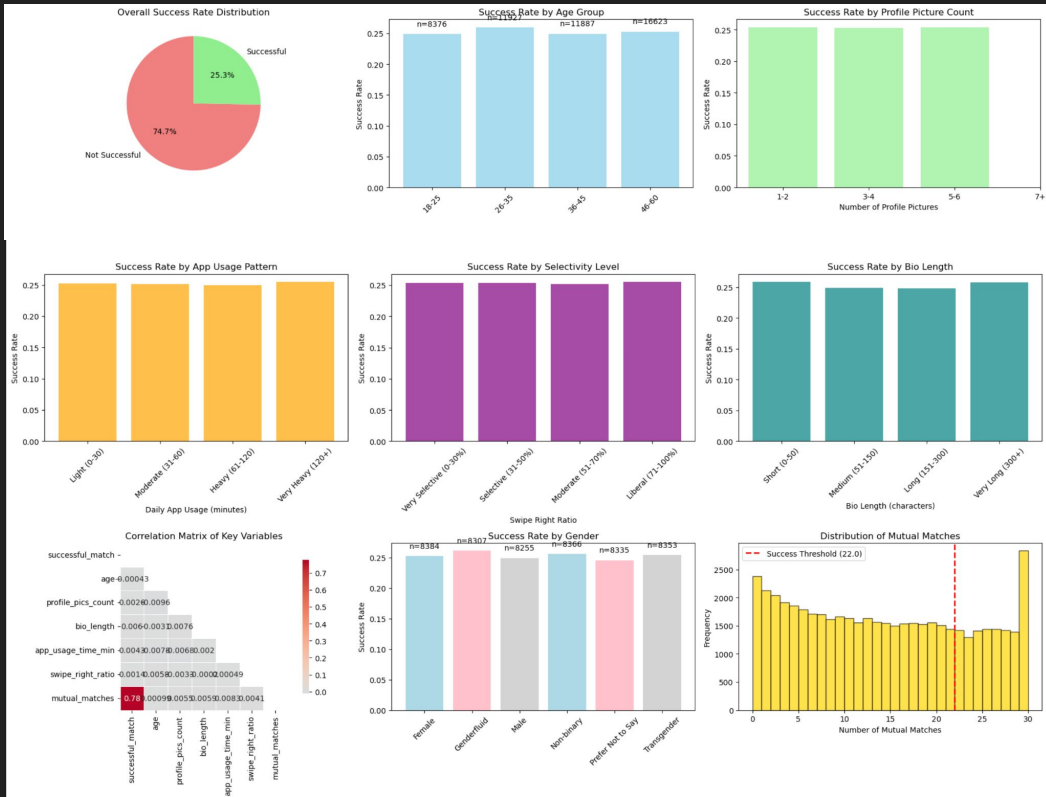 Overall Success Rate Distribution
Successful
25.3%
74.7%
Not Successful
Success Rate by Age Group
n=8376
n=11927
n=11887
n=16623
0.25
0.20
0.15
0.10
0.05
0.00
Success Rate
18-25
26-35
36-45
46-60
Success Rate by Profile Picture Count
0.25
0.20
0.15
0.10
0.05
0.00
Success Rate
1-2
3-4
5-6
7+
Number of Profile Pictures
Success Rate by App Usage Pattern
0.25
0.20
0.15
0.10
0.05
0.00
Success Rate
Light (0-30)
Moderate (31-60)
Heavy (61-120)
Very Heavy (120+)
Daily App Usage (minutes)
Success Rate by Selectivity Level
0.25
0.20
0.15
0.10
0.05
0.00
Success Rate
Very Selective (0-30%)
Selective (31-50%)
Moderate (51-70%)
Liberal (71-100%)
Swipe Right Ratio
Success Rate by Bio Length
0.25
0.20
0.15
0.10
0.05
0.00
Success Rate
Short (0-50)
Medium (51-150)
Long (151-300)
Very Long (300+)
Bio Length (characters)
Correlation Matrix of Key Variables
successful_match
age
profile_pics_count
bio_length
app_usage_time_min
swipe_right_ratio
mutual_matches
0.78
0.7
0.6
0.5
0.4
0.3
0.2
0.1
0.0
successful_match
age
profile_pics_count
bio_length
app_usage_time_min
swipe_right_ratio
mutual_matches
Success Rate by Gender
n=8384
n=8307
n=8255
n=8366
n=8335
n=8353
0.25
0.20
0.15
0.10
0.05
0.00
Success Rate
Female
Genderfluid
Male
Non-binary
Prefer Not to Say
Transgender
Distribution of Mutual Matches
Success Threshold (22.0)
2500
2000
1500
1000
500
0
Frequency
0
5
10
15
20
25
30
Number of Mutual Matches